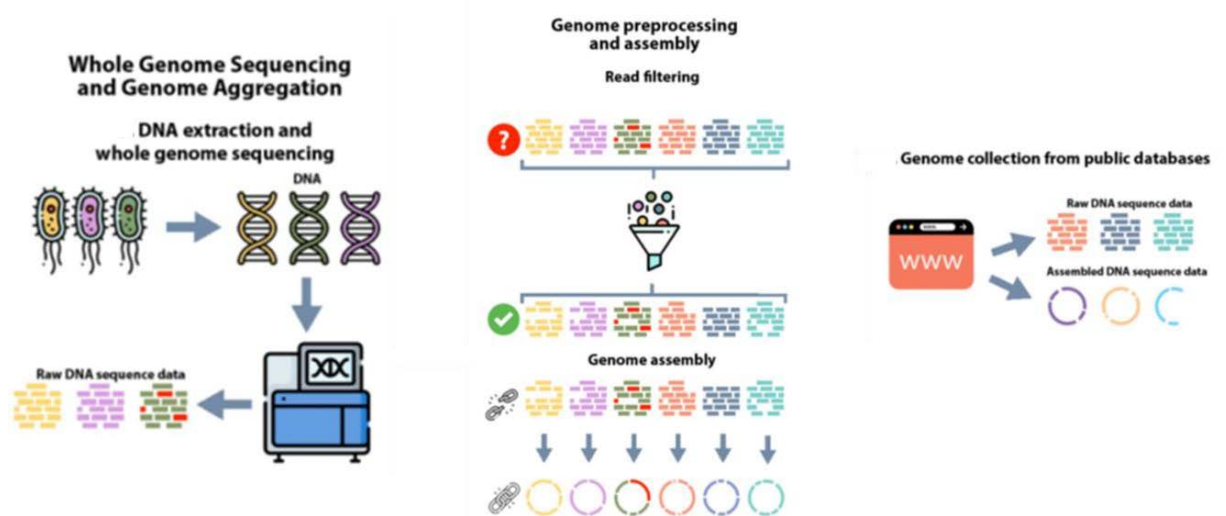 Whole Genome Sequencing
and Genome Aggregation
DNA extraction and
whole genome sequencing
DNA
Raw DNA sequence data
Genome preprocessing
and assembly
Read filtering
?
Genome assembly
Genome collection from public databases
Raw DNA sequence data
www
Assembled DNA sequence data